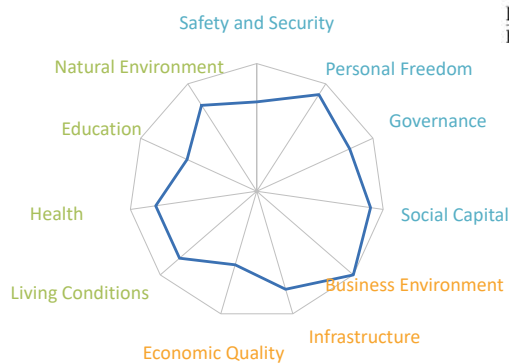 Safety and Security
Natural Environment
Personal Freedom
Education
Governance
Health
Social Capital
Living Conditions
Business Environment
Infrastructure
Economic Quality